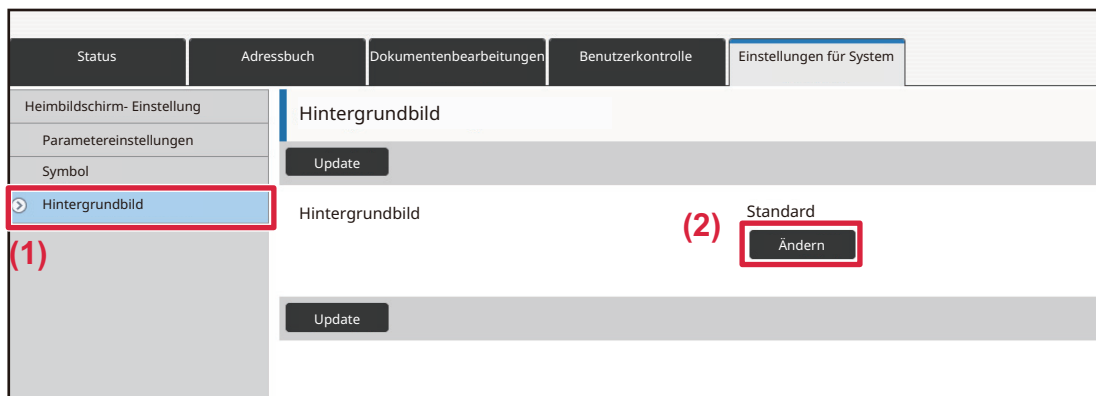 Status
Adressbuch
Dokumentenbearbeitungen
Benutzerkontrolle
Einstellungen für System
Heimbildschirm- Einstellung
Parametereinstellungen
Symbol
Hintergrundbild
(1)
Hintergrundbild
Update
Hintergrundbild
Standard
(2)
Ändern
Update